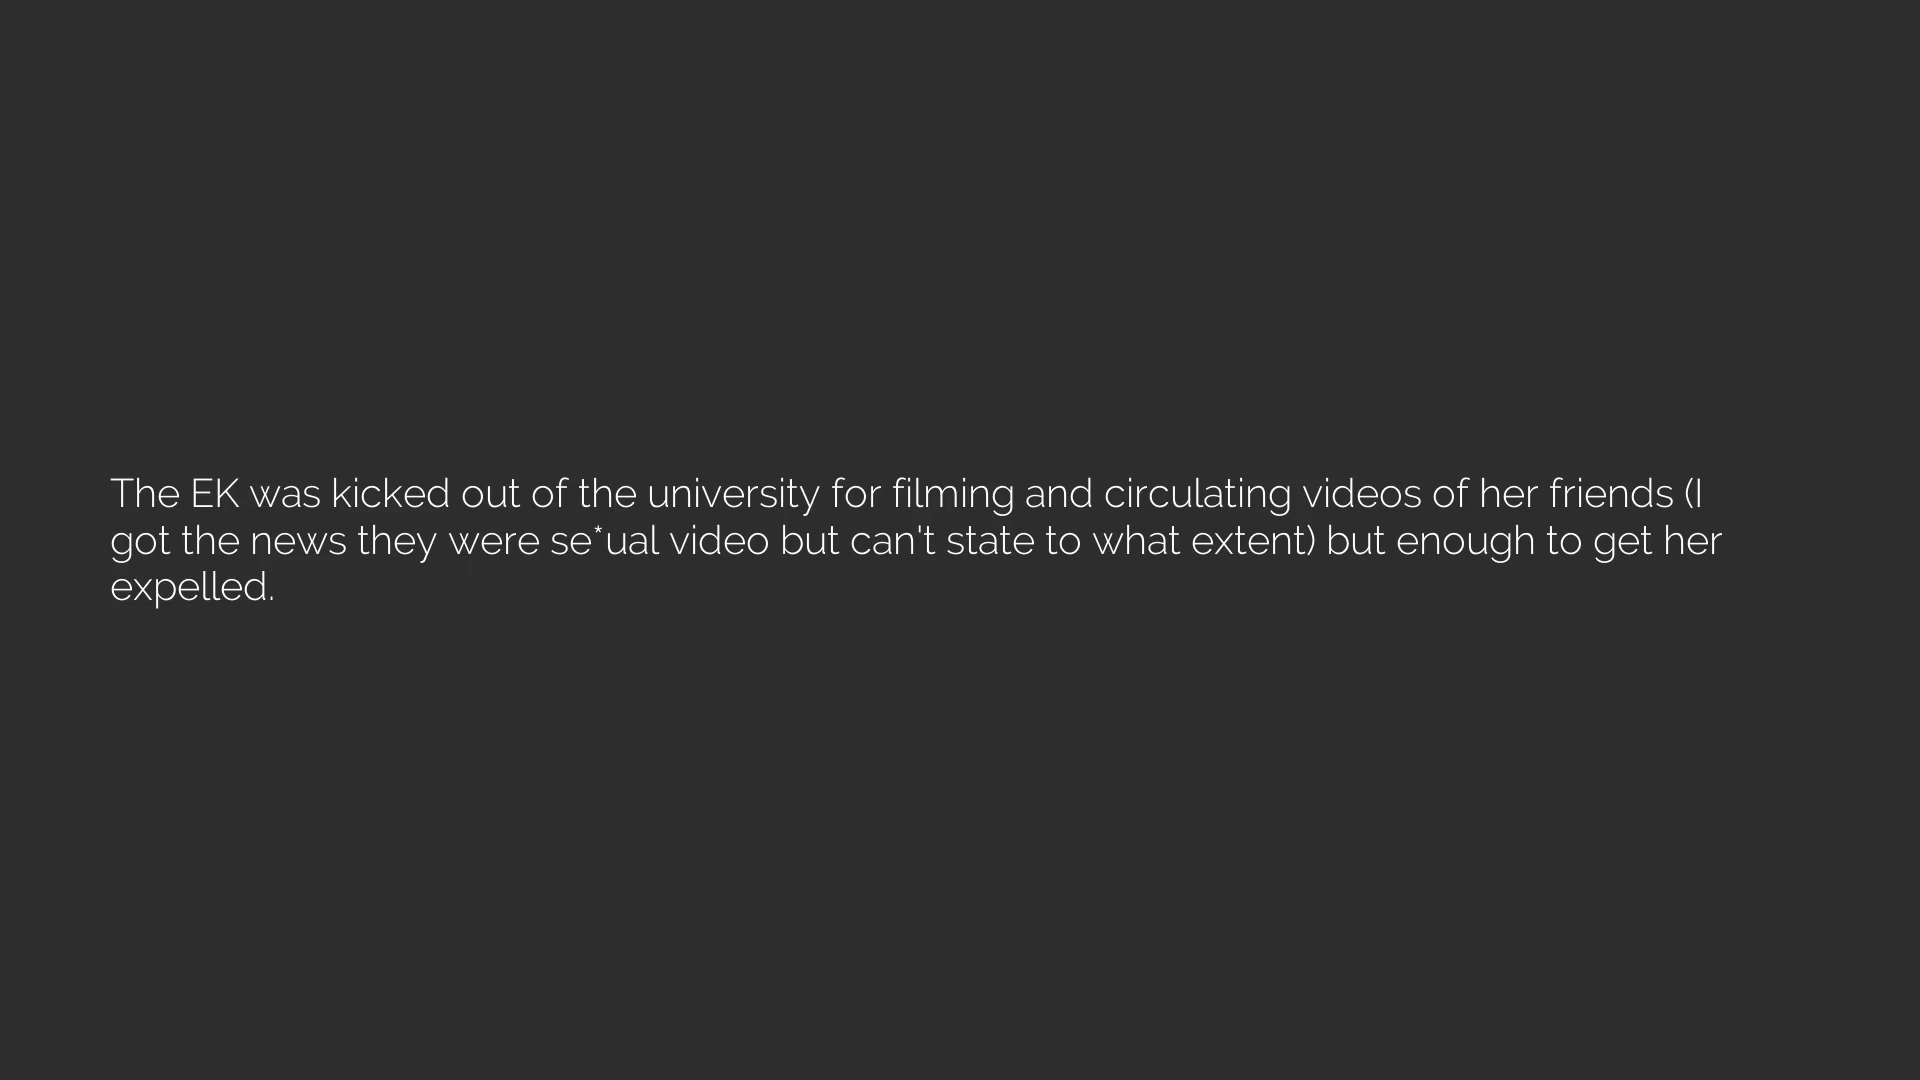 The EK was kicked out of the university for filming and circulating videos of her friends (I
got the news they were se*ual video but can't state to what extent) but enough to get her
expelled.